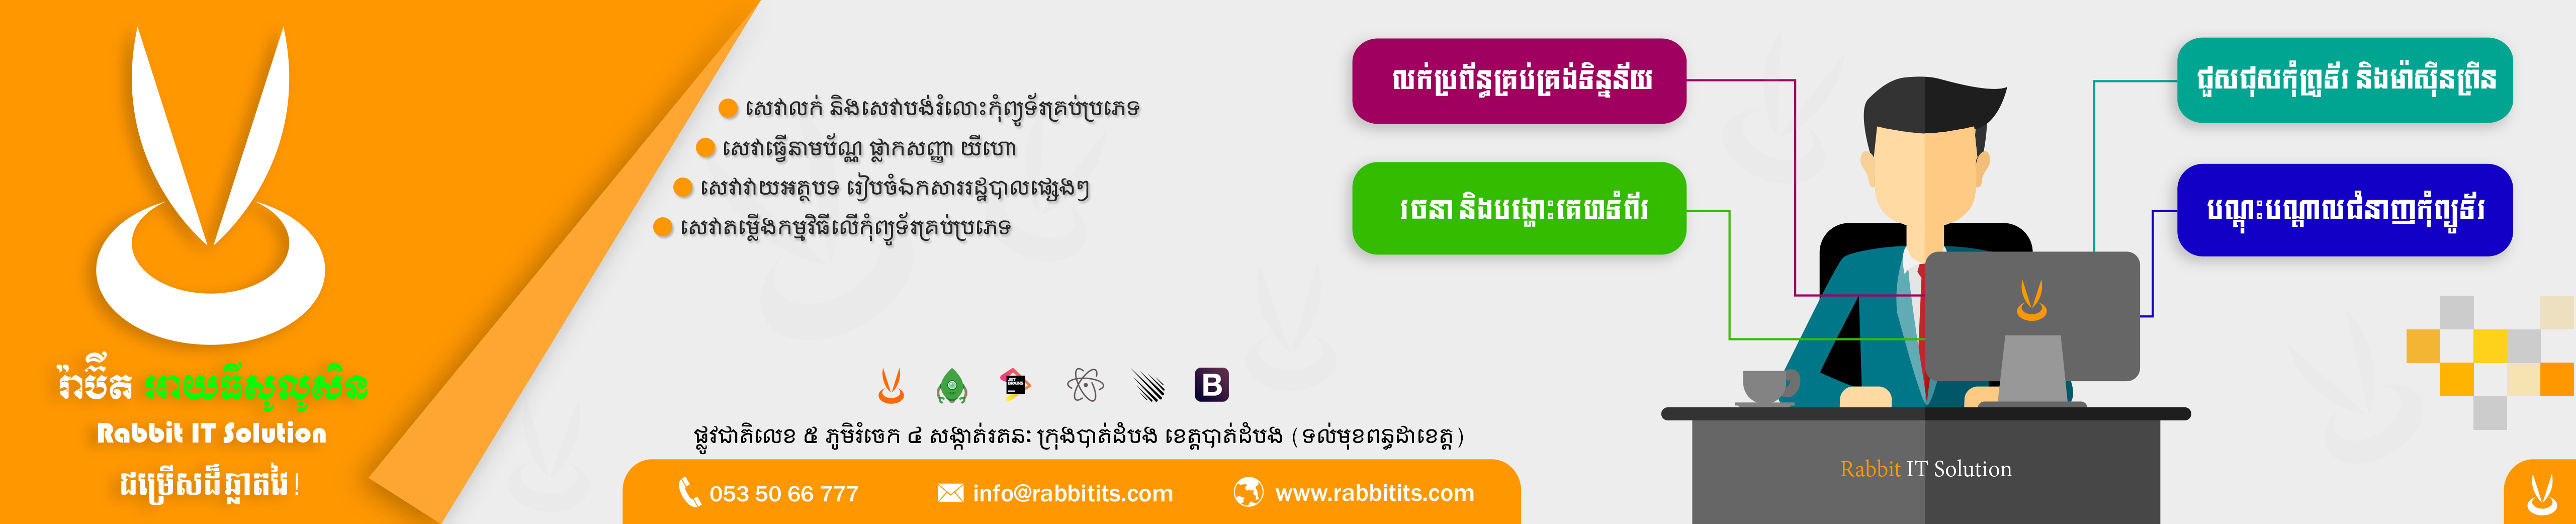 រ៉ាប៊ីត អាយធីសូលូសិន
Rabbit IT Solution
ជម្រើសដ៏ឆ្លាតវៃ!
សេវាលក់ និងសេវាបង់រំលោះកុំព្យូទ័រគ្រប់ប្រភេទ
សេវាធ្វើនាមប័ណ្ណ ផ្លាកសញ្ញា យីហោ
សេវាវាយអត្ថបទ រៀបចំឯកសាររដ្ឋបាលផ្សេងៗ
សេវាតម្លើងកម្មវិធីលើកុំព្យូទ័រគ្រប់ប្រភេទ
JET
BRAINS
B
ផ្លូវជាតិលេខ ៥ ភូមិរំចេក ៤ សង្កាត់រតនៈ ក្រុងបាត់ដំបង ខេត្តបាត់ដំបង (ទល់មុខពន្ធដារខេត្ត)
053 50 66 777
info@rabbitits.com
www.rabbitits.com
លក់ប្រព័ន្ធគ្រប់គ្រង់ទិន្នន័យ
រចនា និងបង្ហោះគេហទំព័រ
ជួសជុសកុំព្យូទ័រ និងម៉ាស៊ីនព្រីន
បណ្តុះបណ្តាលជំនាញកុំព្យូទ័រ
Rabbit IT Solution